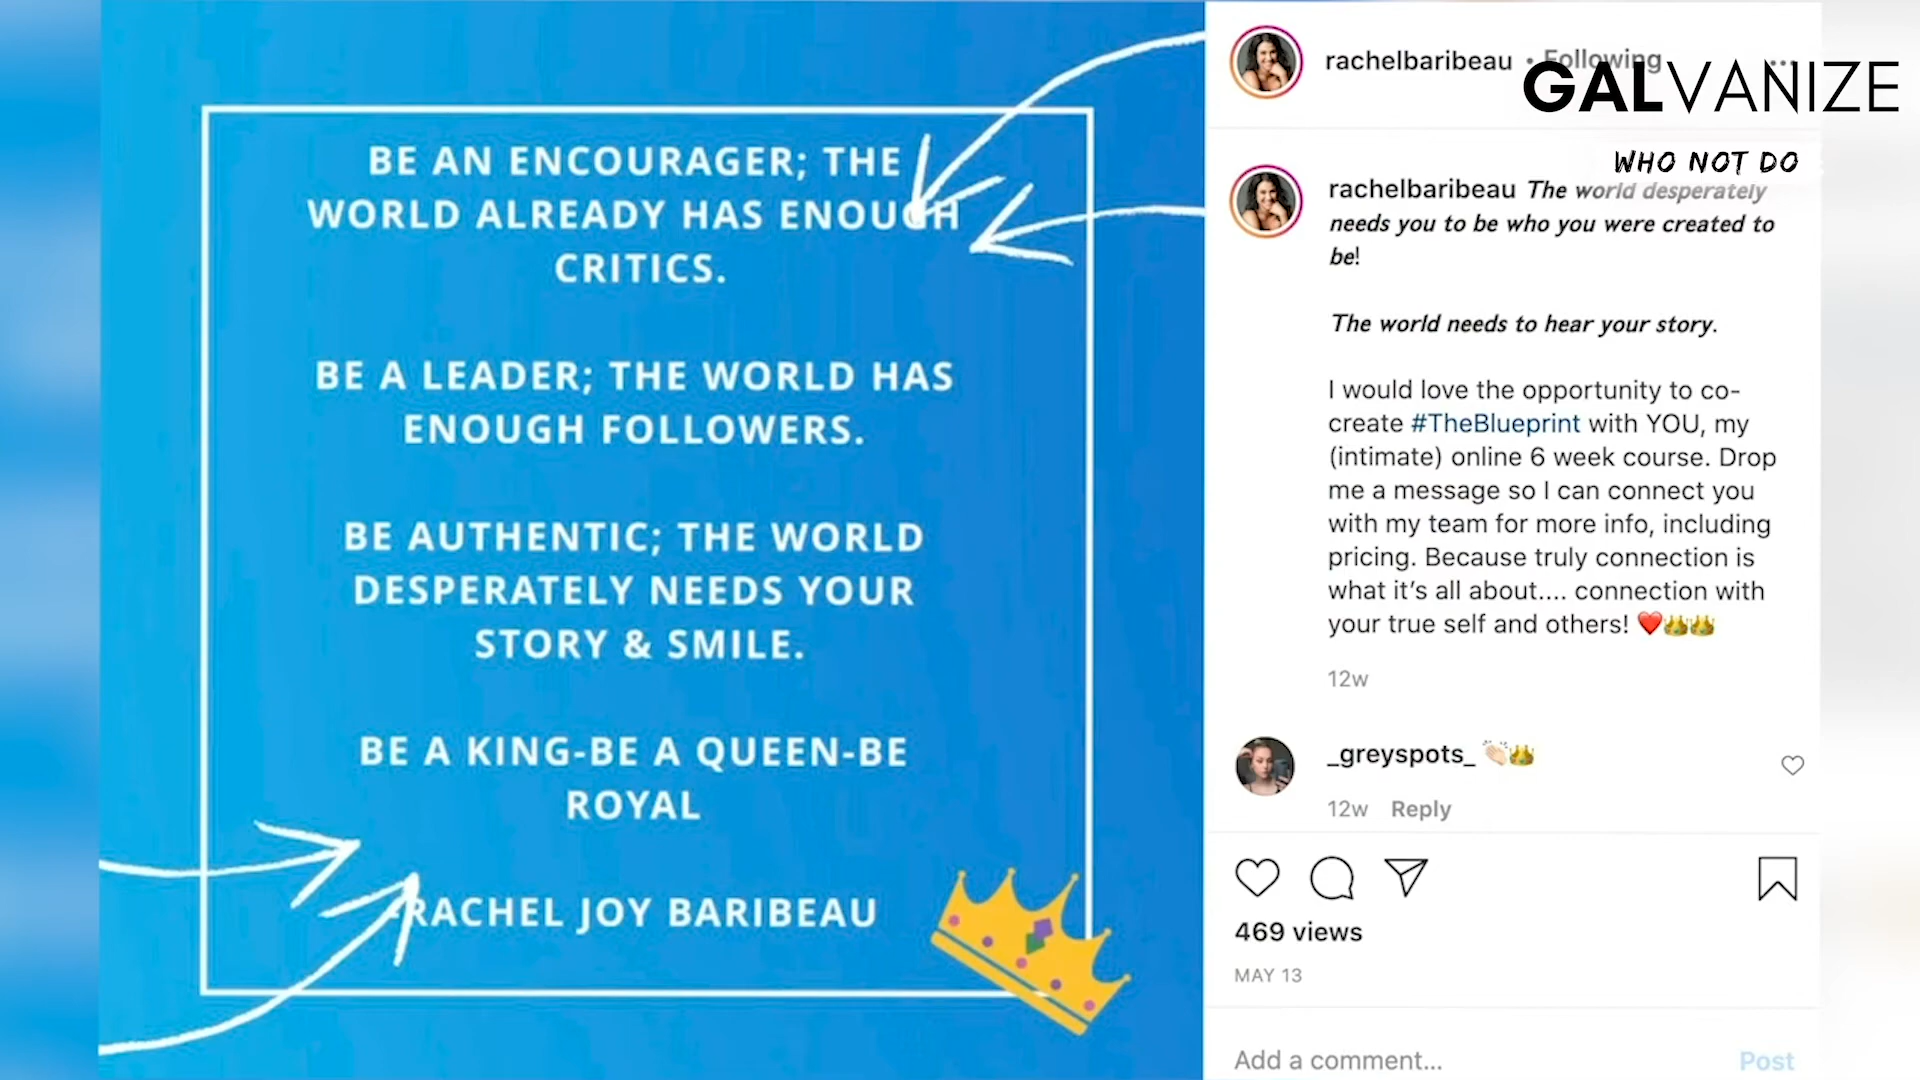 BE AN ENCOURAGER; THE
WORLD ALREADY HAS ENOUGH
CRITICS.
BE A LEADER; THE WORLD HAS
ENOUGH FOLLOWERS.
BE AUTHENTIC; THE WORLD
DESPERATELY NEEDS YOUR
STORY & SMILE.
BE A KING-BE A QUEEN-BE
ROYAL
-RACHEL JOY BARIBEAU
rachelbaribeau • Following
GALVANIZE
WHO NOT DO
rachelbaribeau The world desperately
needs you to be who you were created to
be!
The world needs to hear your story.
I would love the opportunity to co-
create #TheBlueprint with YOU, my
(intimate) online 6 week course. Drop
me a message so I can connect you
with my team for more info, including
pricing. Because truly connection is
what it’s all about.... connection with
your true self and others! ❤️👑👑
12w
_greyspots_ 👏🏻👑
12w Reply
469 views
MAY 13
Add a comment... Post